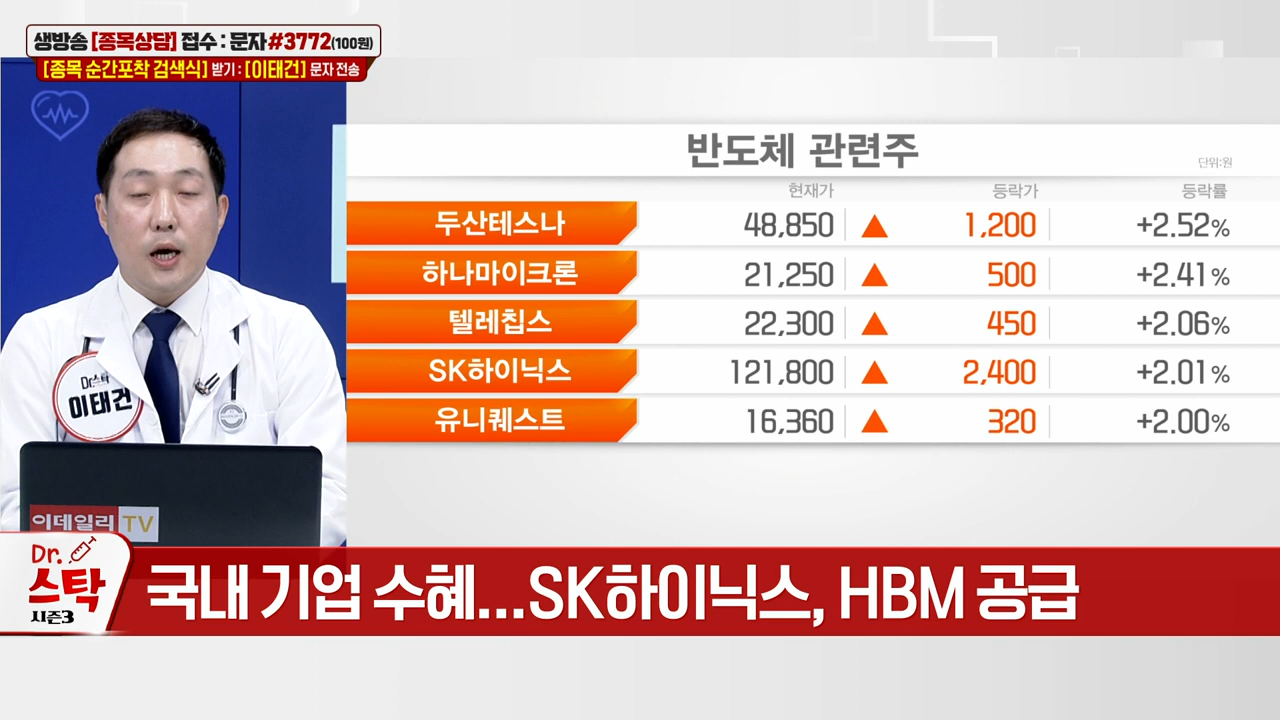 생방송 [종목상담] 접수 : 문자 #3772 (100원)
[종목 순간포착 검색식] 받기 : [이태건] 문자 전송
반도체 관련주
단위:원
현재가 등락가 등락률
두산테스나 48,850 ▲ 1,200 +2.52%
하나마이크론 21,250 ▲ 500 +2.41%
텔레칩스 22,300 ▲ 450 +2.06%
SK하이닉스 121,800 ▲ 2,400 +2.01%
유니퀘스트 16,360 ▲ 320 +2.00%
Dr.스탁
이태건
이데일리 TV
Dr.
스탁
시즌3
국내 기업 수혜...SK하이닉스, HBM 공급